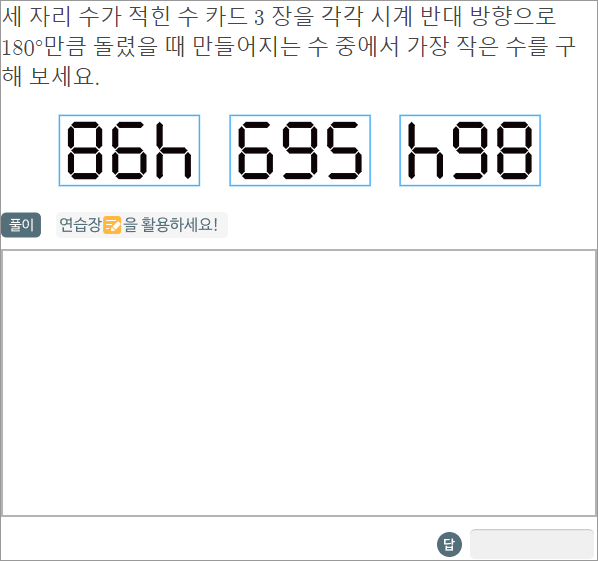 세 자리 수가 적힌 수 카드 3 장을 각각 시계 반대 방향으로
180°만큼 돌렸을 때 만들어지는 수 중에서 가장 작은 수를 구
해 보세요.
86h 695 h98
풀이 연습장📝을 활용하세요!
답